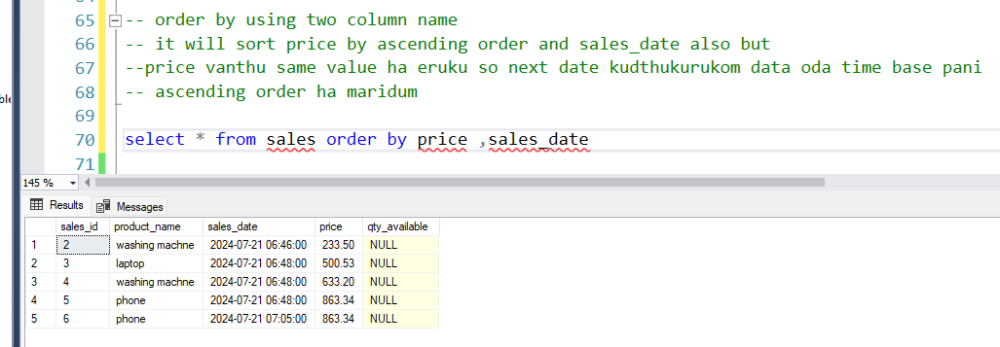 65 -- order by using two column name
66 -- it will sort price by ascending order and sales_date also but
67 --price vanthu same value ha eruku so next date kudthukurukom data oda time base pani
68 -- ascending order ha maridum
69
70 select * from sales order by price ,sales_date
71
145 %
Results Messages
sales_id product_name sales_date price qty_available
1 2 washing machne 2024-07-21 06:46:00 233.50 NULL
2 3 laptop 2024-07-21 06:48:00 500.53 NULL
3 4 washing machne 2024-07-21 06:48:00 633.20 NULL
4 5 phone 2024-07-21 06:48:00 863.34 NULL
5 6 phone 2024-07-21 07:05:00 863.34 NULL